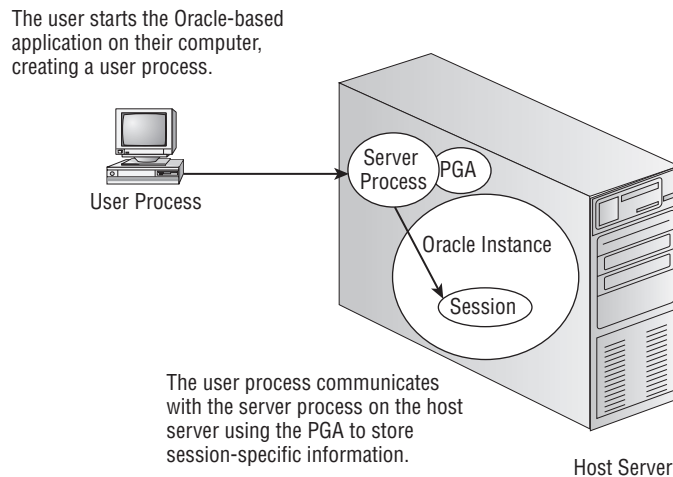 The user starts the Oracle-based
application on their computer,
creating a user process.
Server
Process
PGA
User Process
Oracle Instance
Session
The user process communicates
with the server process on the host
server using the PGA to store
session-specific information.
Host Server